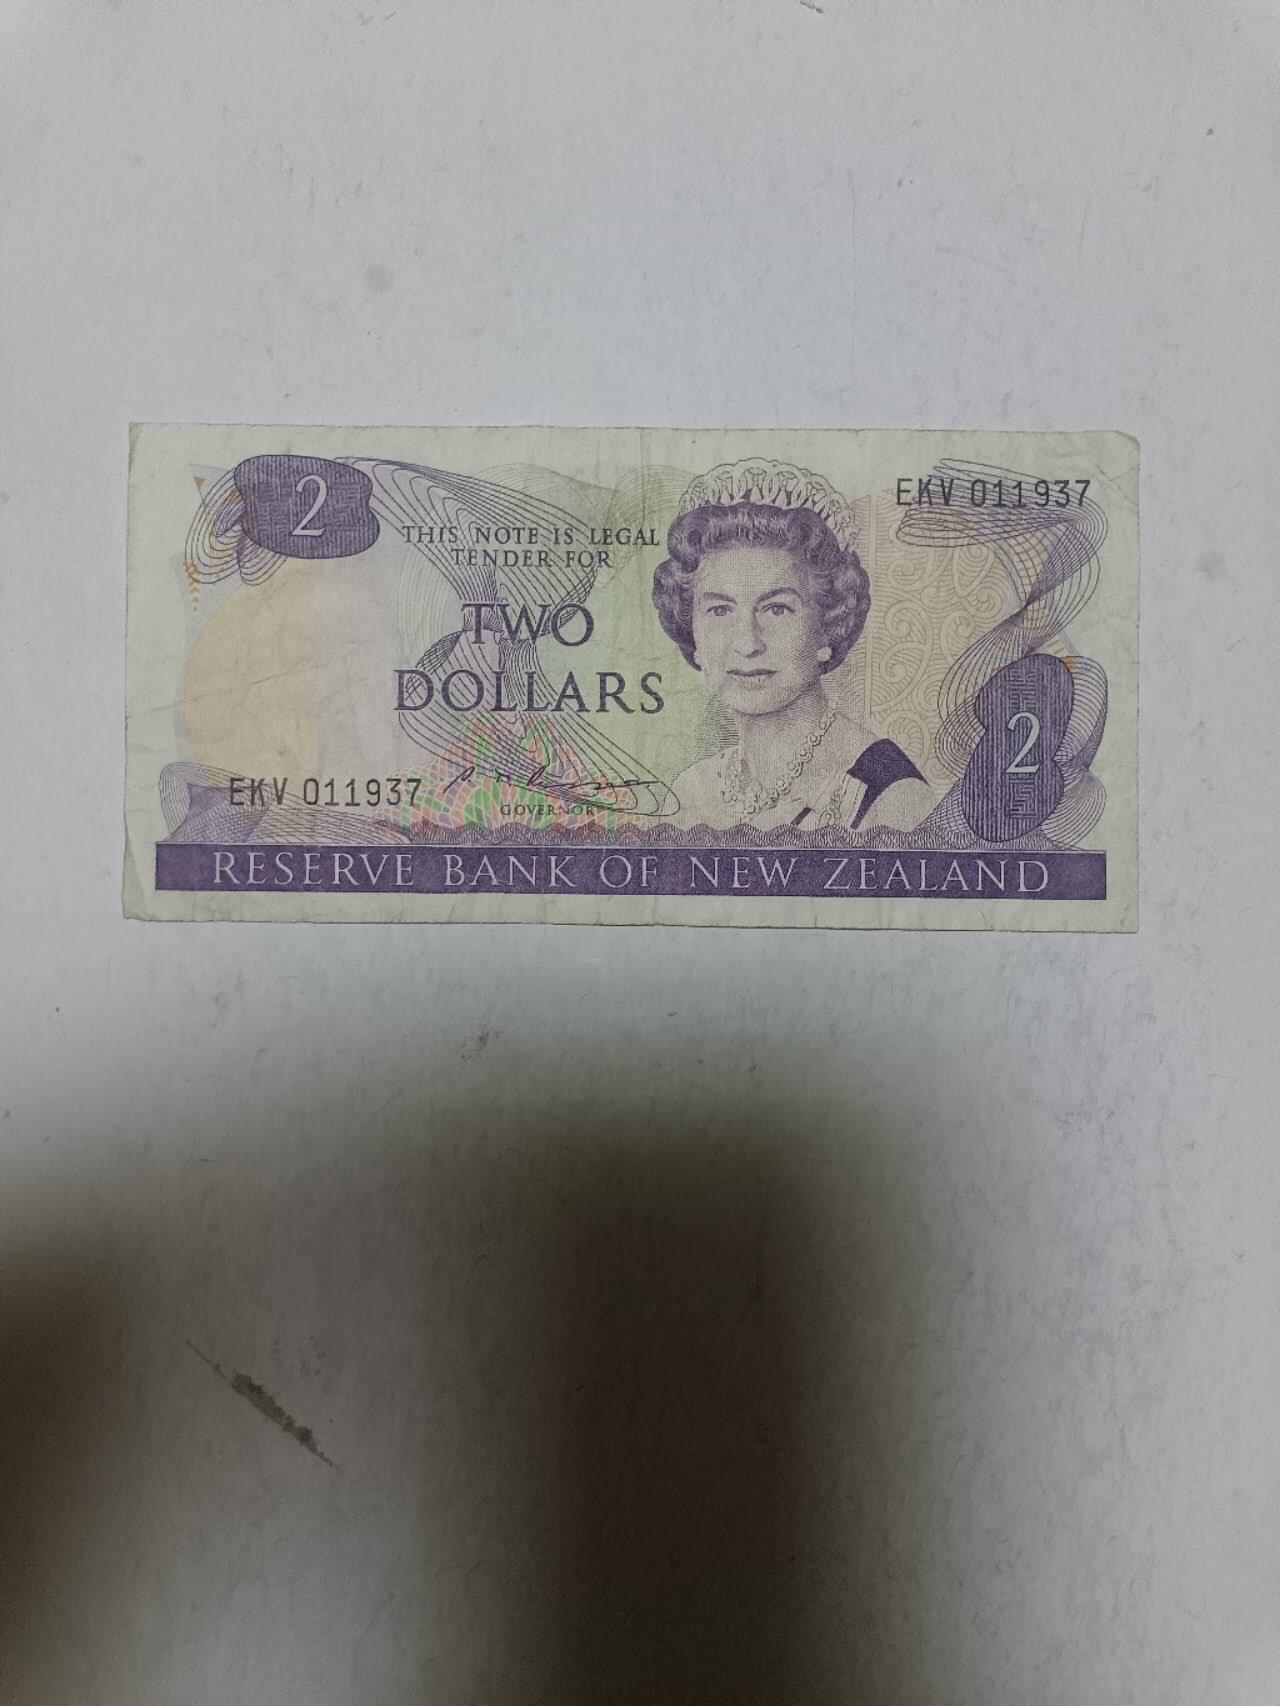 2
EKV 011937
THIS NOTE IS LEGAL
TENDER FOR
TWO
DOLLARS
2
EKV 011937
GOVERNOR
RESERVE BANK OF NEW ZEALAND